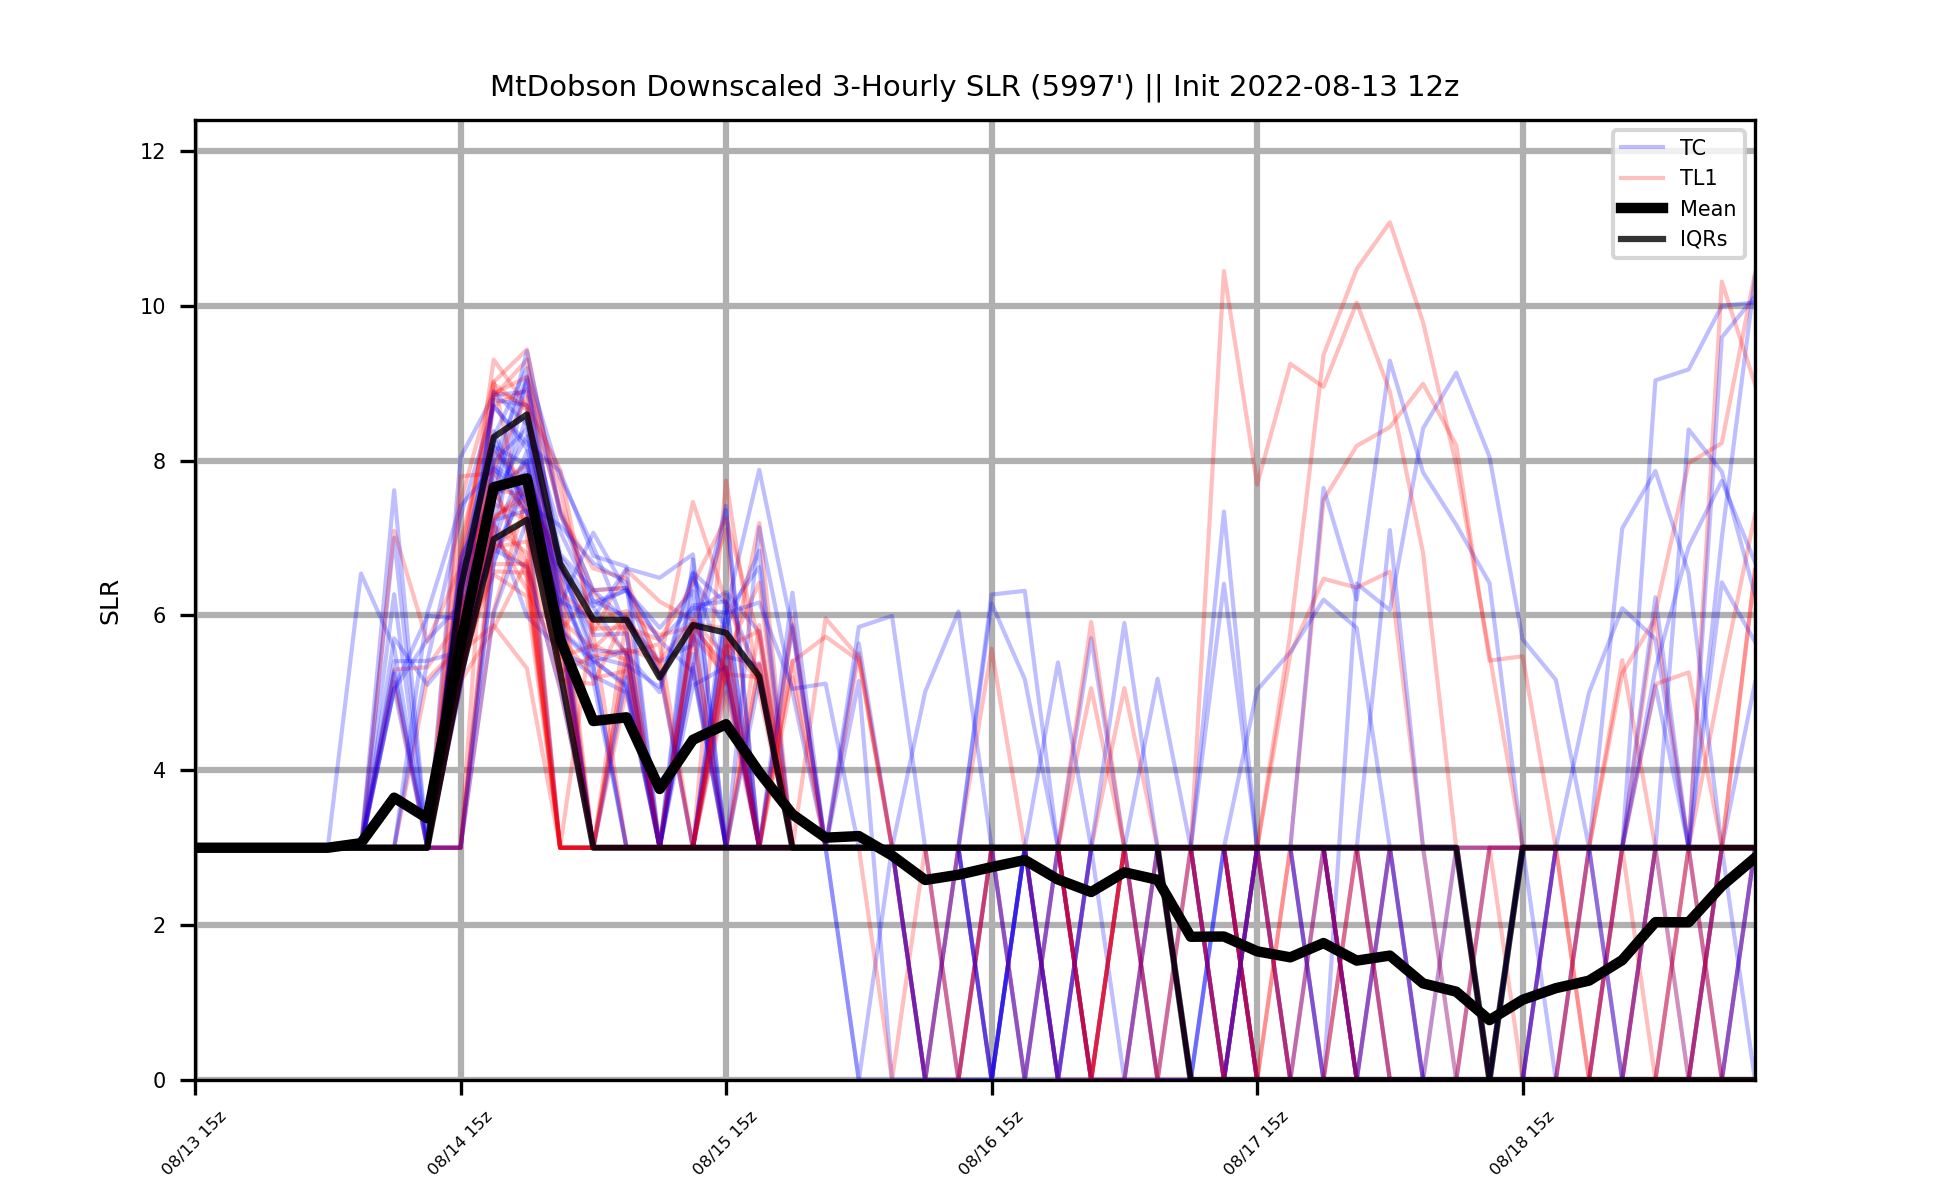 MtDobson Downscaled 3-Hourly SLR (5997') || Init 2022-08-13 12z
TC
TL1
Mean
IQRs
SLR
12
10
8
6
4
2
0
08/13 15z
08/14 15z
08/15 15z
08/16 15z
08/17 15z
08/18 15z